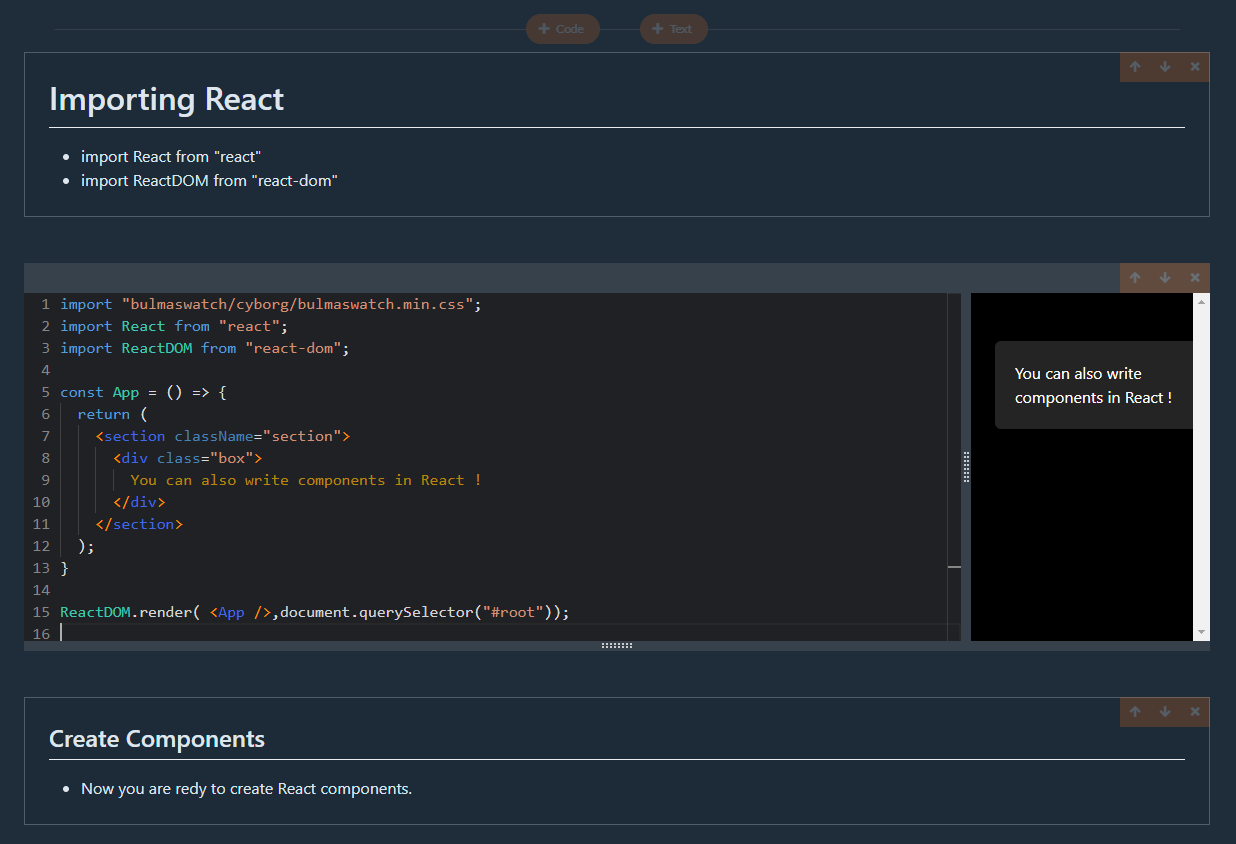 Code Text
Importing React
import React from "react"
import ReactDOM from "react-dom"
1 import "bulmaswatch/cyborg/bulmaswatch.min.css";
2 import React from "react";
3 import ReactDOM from "react-dom";
4
5 const App = () => {
6 return (
7 <section className="section">
8 <div class="box">
9 You can also write components in React !
10 </div>
11 </section>
12 );
13 }
14
15 ReactDOM.render( <App />,document.querySelector("#root"));
16
You can also write
components in React !
Create Components
Now you are redy to create React components.